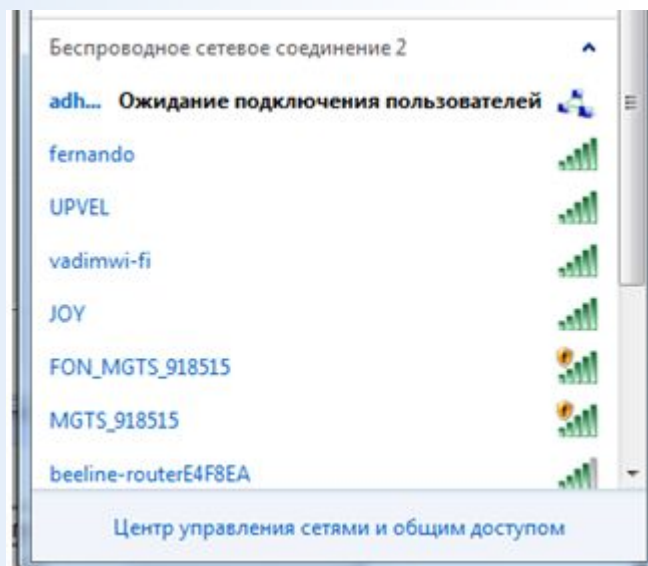 Беспроводное сетевое соединение 2
adh... Ожидание подключения пользователей
fernando
UPVEL
vadimwi-fi
JOY
FON_MGTS_918515
MGTS_918515
beeline-routerE4F8EA
Центр управления сетями и общим доступом